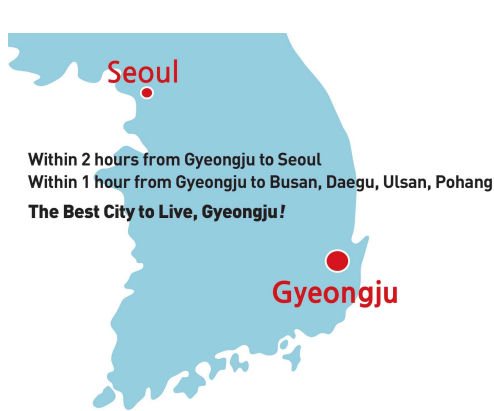 Seoul
Within 2 hours from Gyeongju to Seoul
Within 1 hour from Gyeongju to Busan, Daegu, Ulsan, Pohang
The Best City to Live, Gyeongju!
Gyeongju